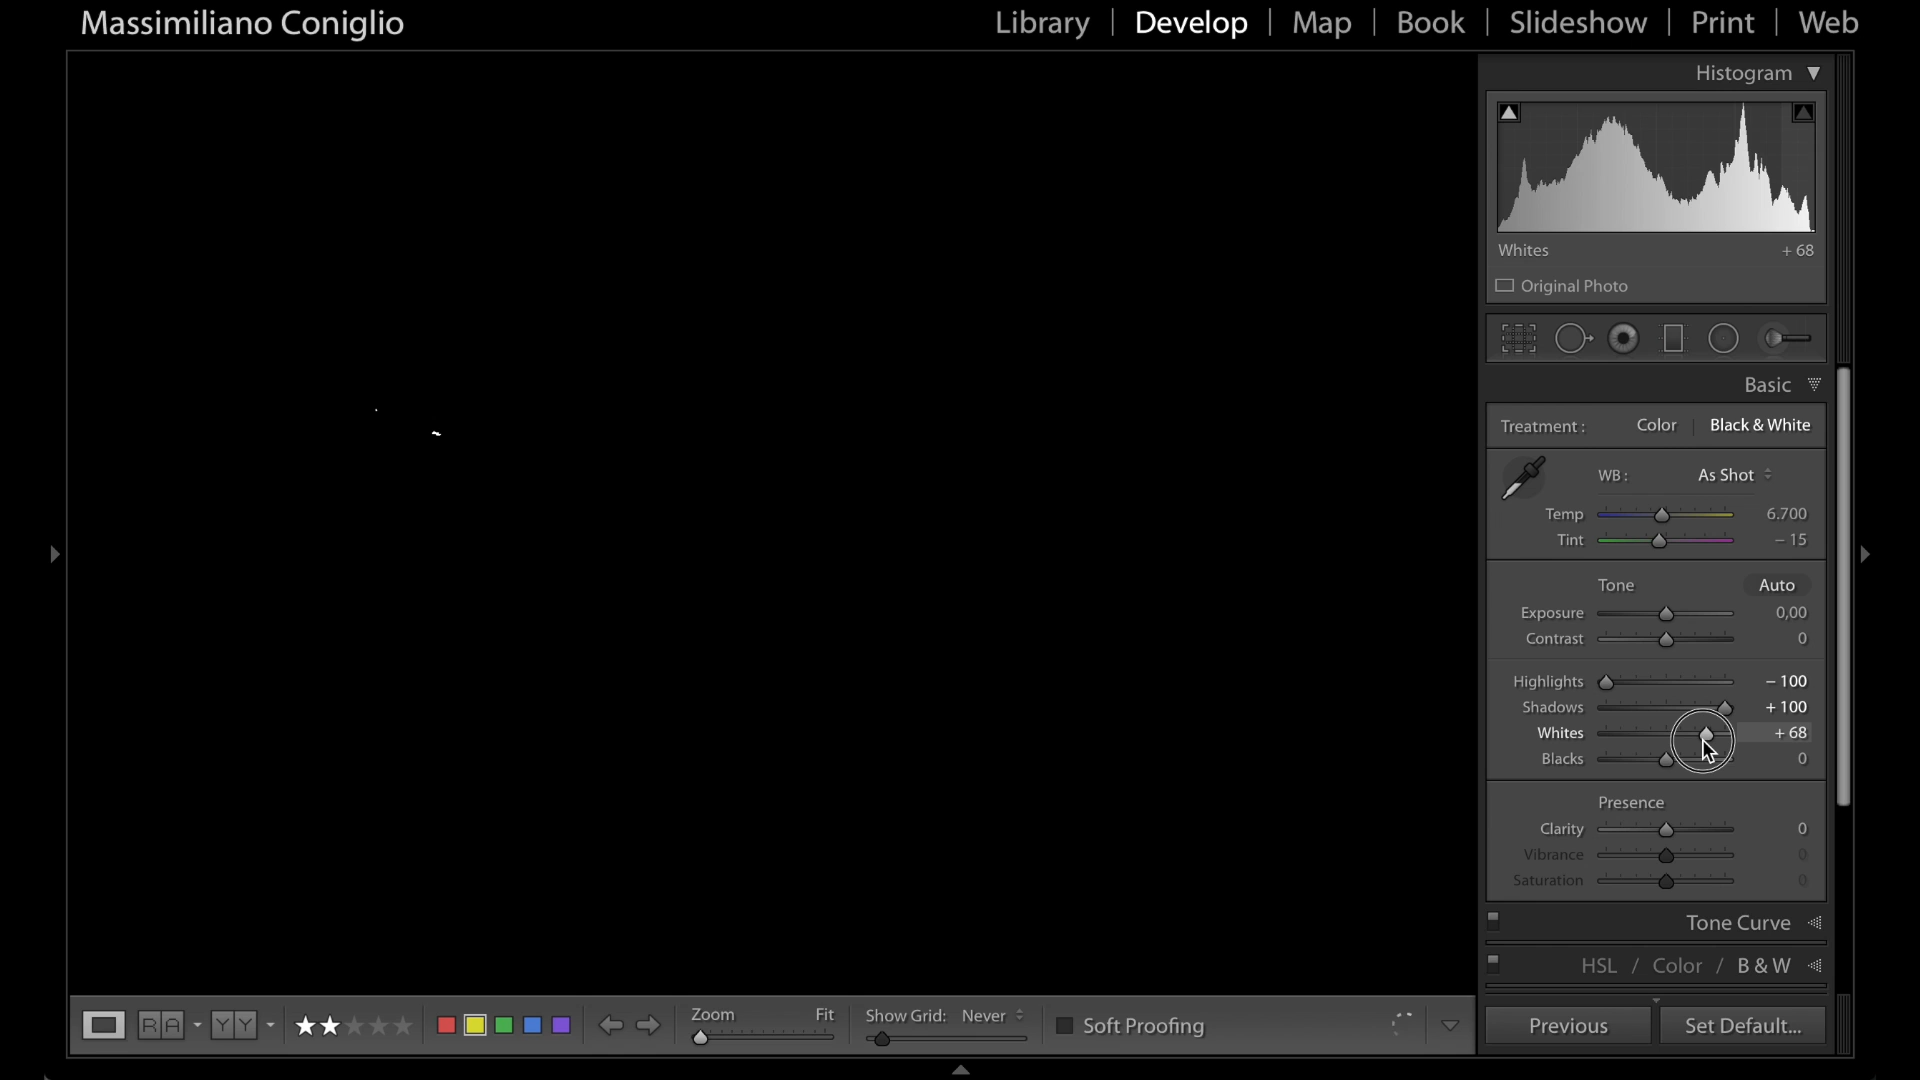 Massimiliano Coniglio
Library | Develop | Map | Book | Slideshow | Print | Web
Histogram
Whites + 68
Original Photo
Basic
Treatment : Color Black & White
WB : As Shot
Temp 6.700
Tint – 15
Tone Auto
Exposure 0,00
Contrast 0
Highlights – 100
Shadows + 100
Whites + 68
Blacks 0
Presence
Clarity 0
Vibrance 0
Saturation 0
Tone Curve
HSL / Color / B & W
R A Y Y Zoom Fit Show Grid: Never Soft Proofing
Previous Set Default...